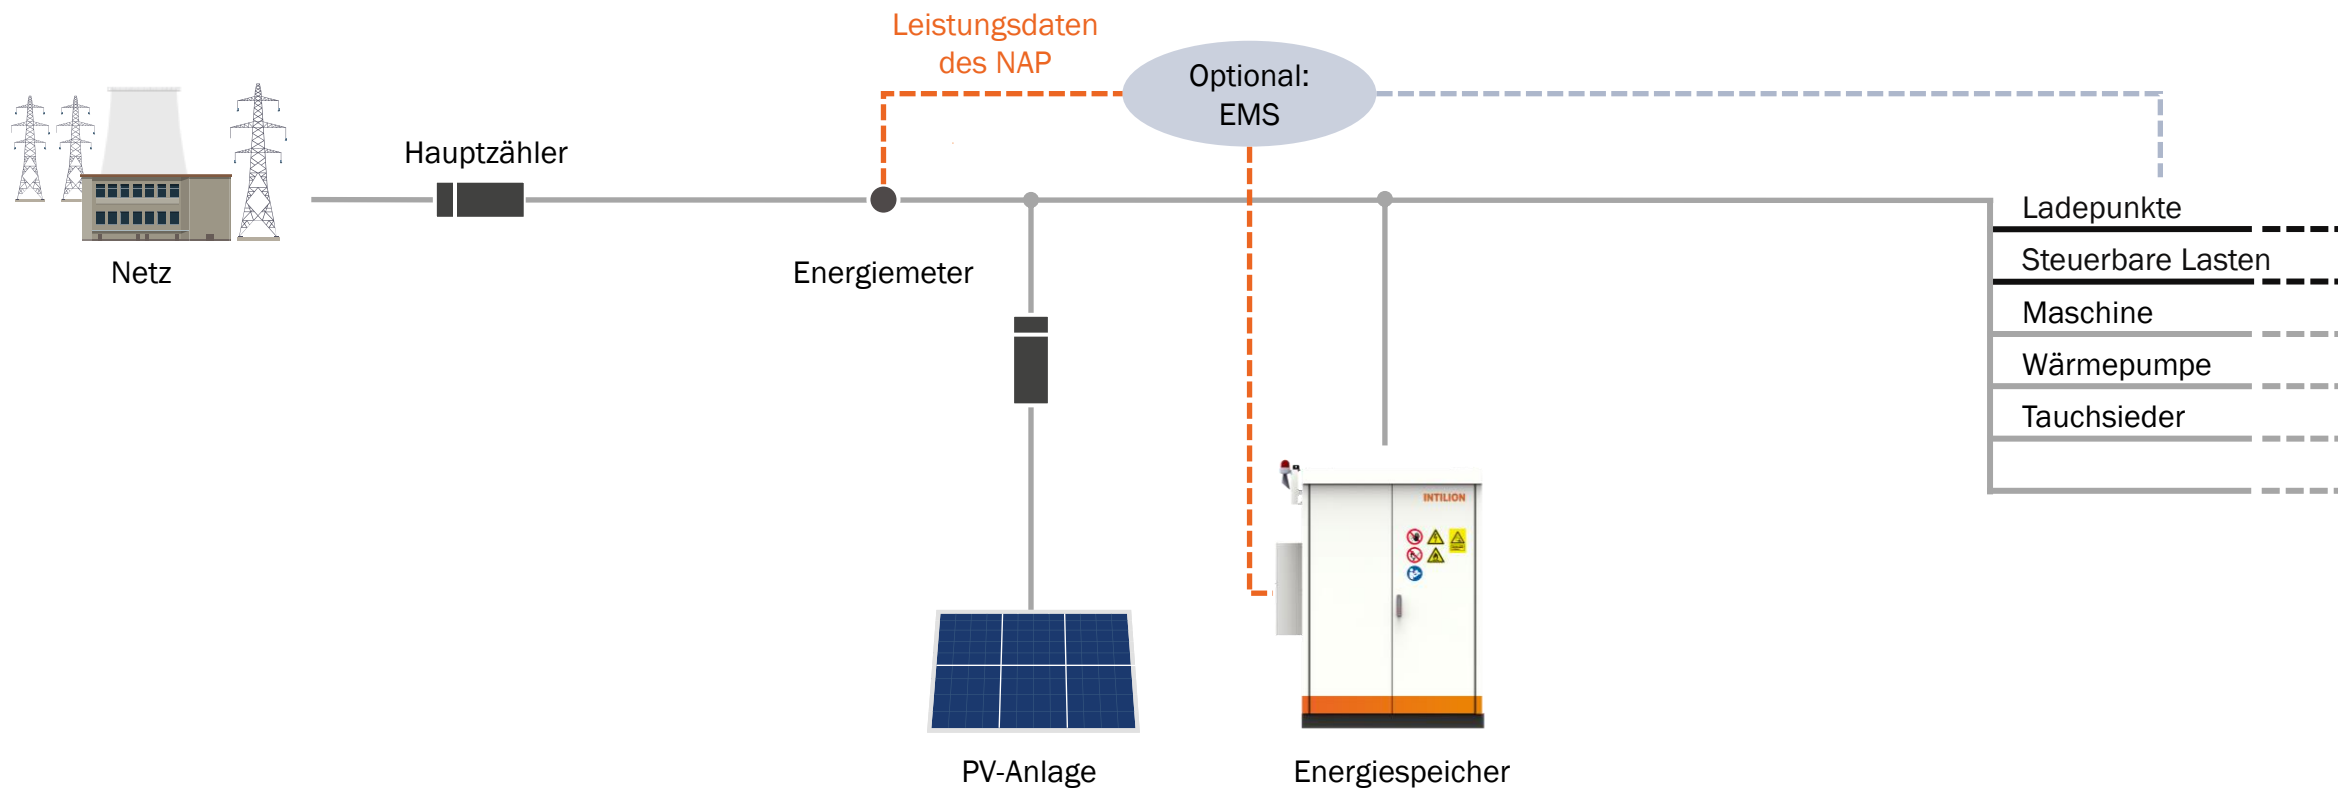 Leistungsdaten
des NAP
Optional:
EMS
Hauptzähler
Netz
Energiemeter
Ladepunkte
Steuerbare Lasten
Maschine
Wärmepumpe
Tauchsieder
INTILION
PV-Anlage
Energiespeicher